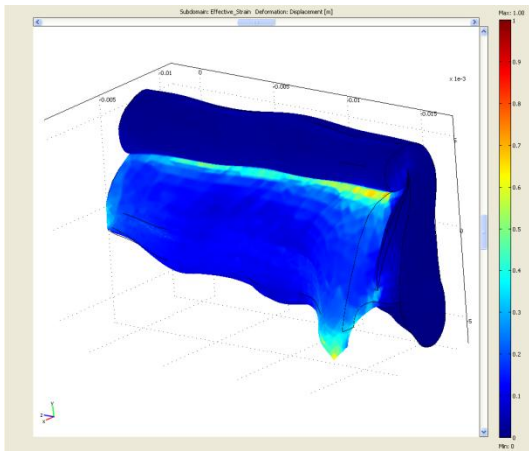 Subdomain: Effective_Strain Deformation: Displacement [m]
Max: 1.00
-0.01
0
-0.005
-0.005
-0.01
-0.015
x 1e-3
5
0
-5
1
0.9
0.8
0.7
0.6
0.5
0.4
0.3
0.2
0.1
0
Min: 0
y
z
x